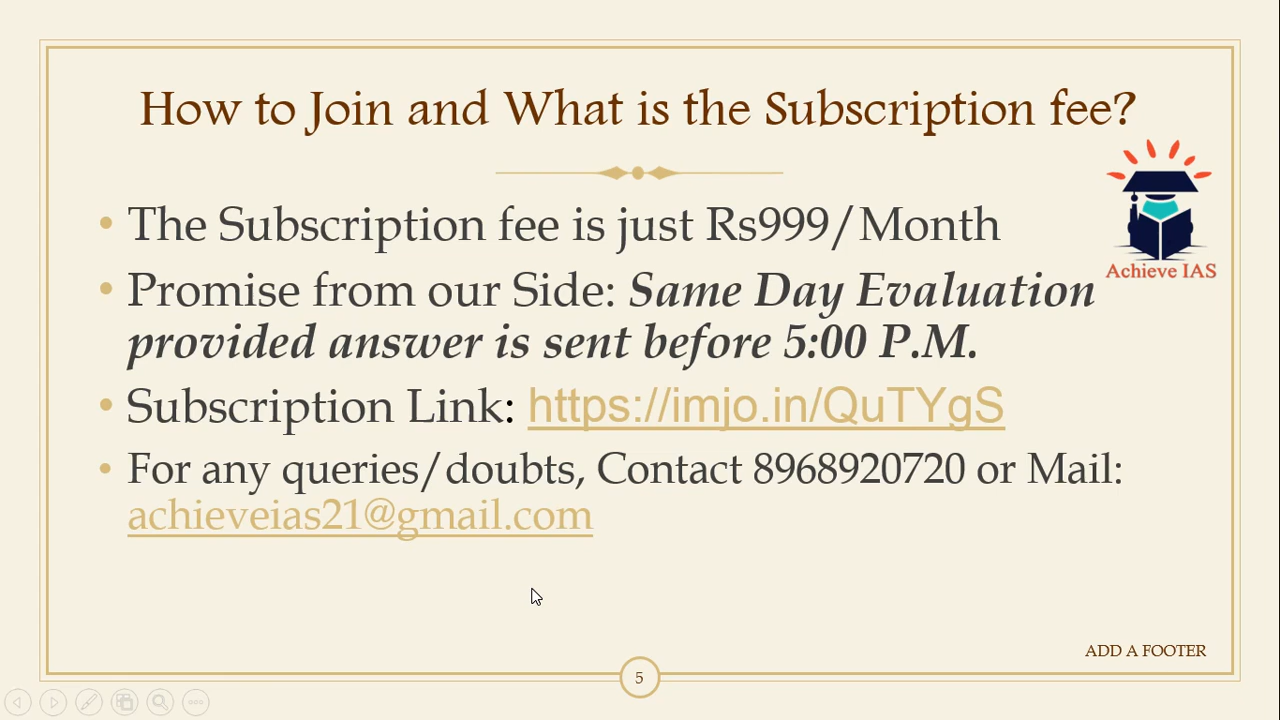 How to Join and What is the Subscription fee?
• The Subscription fee is just Rs999/Month
Achieve IAS
• Promise from our Side: Same Day Evaluation
provided answer is sent before 5:00 P.M.
• Subscription Link: https://imjo.in/QuTYgS
• For any queries/doubts, Contact 8968920720 or Mail:
achieveias21@gmail.com
ADD A FOOTER
5